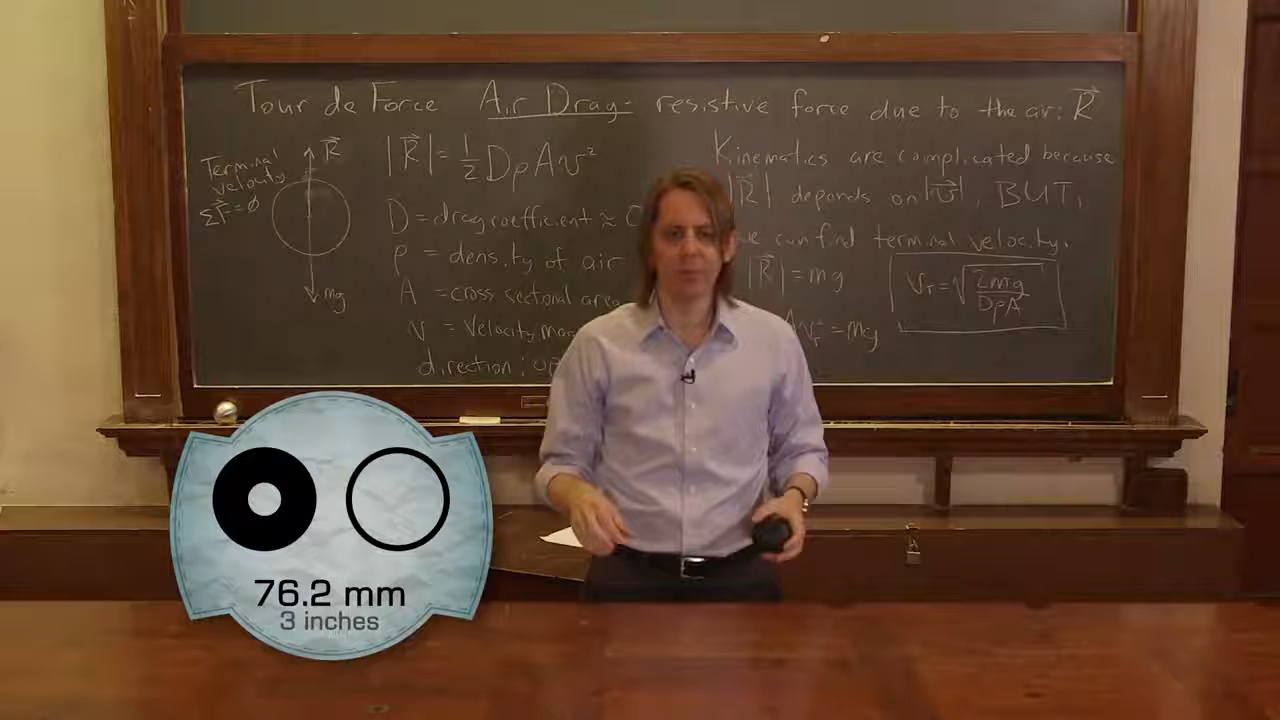 Tour de Force Air Drag - resistive force due to the air: R⃗
Terminal
velocity
ΣF⃗ = 0
R⃗
mg
|R⃗| = ½ D ρ A v²
D = drag coefficient ≈
ρ = density of air
A = cross sectional area
v = velocity
direction:
Kinematics are complicated because
|R⃗| depends on |v⃗|, BUT,
can find terminal velocity.
|R⃗| = mg
v_T² = mg
v_T = √(2mg / DρA)
76.2 mm
3 inches